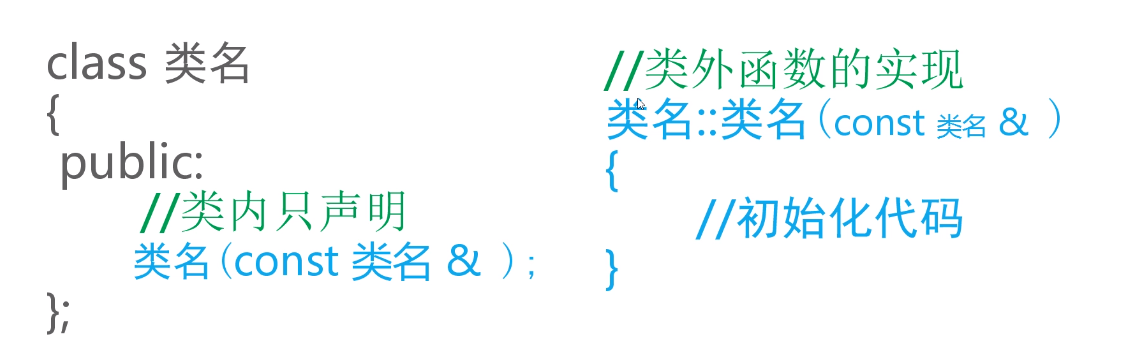 class 类名
{
public:
//类内只声明
类名(const 类名 & );
};
//类外函数的实现
类名::类名(const 类名 & )
{
//初始化代码
}